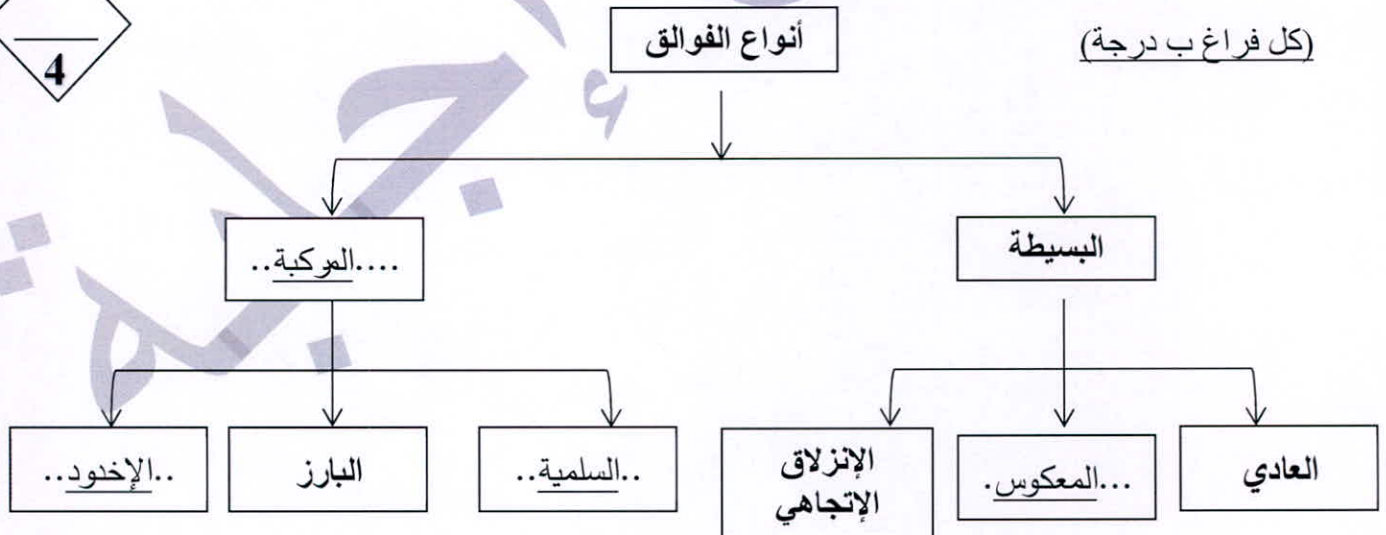 (كل فراغ ب درجة)
أنواع الفوالق
4
البسيطة
....المركبة..
العادي
...المعكوس.
الإنزلاق
الإتجاهي
..السلمية..
البارز
..الإخدود..